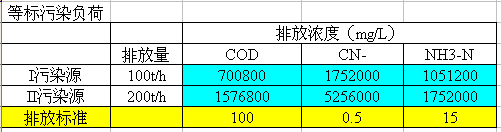 等标污染负荷
排放浓度（mg/L）
排放量 COD CN- NH3-N
I污染源 100t/h 700800 1752000 1051200
II污染源 200t/h 1576800 5256000 1752000
排放标准 100 0.5 15